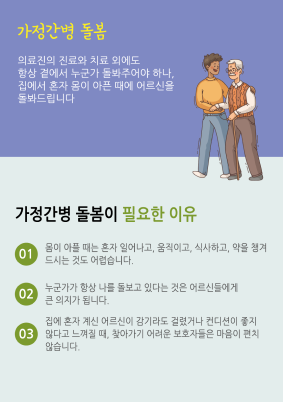 가정간병 돌봄
의료진의 진료와 치료 외에도
항상 곁에서 누군가 돌봐주어야 하나,
집에서 혼자 몸이 아픈 때에 어르신을
돌봐드립니다
가정간병 돌봄이 필요한 이유
01
몸이 아플 때는 혼자 일어나고, 움직이고, 식사하고, 약을 챙겨
드시는 것도 어렵습니다.
02
누군가가 항상 나를 돌보고 있다는 것은 어르신들에게
큰 의지가 됩니다.
03
집에 혼자 계신 어르신이 감기라도 걸렸거나 컨디션이 좋지
않다고 느껴질 때, 찾아가기 어려운 보호자들은 마음이 편치
않습니다.